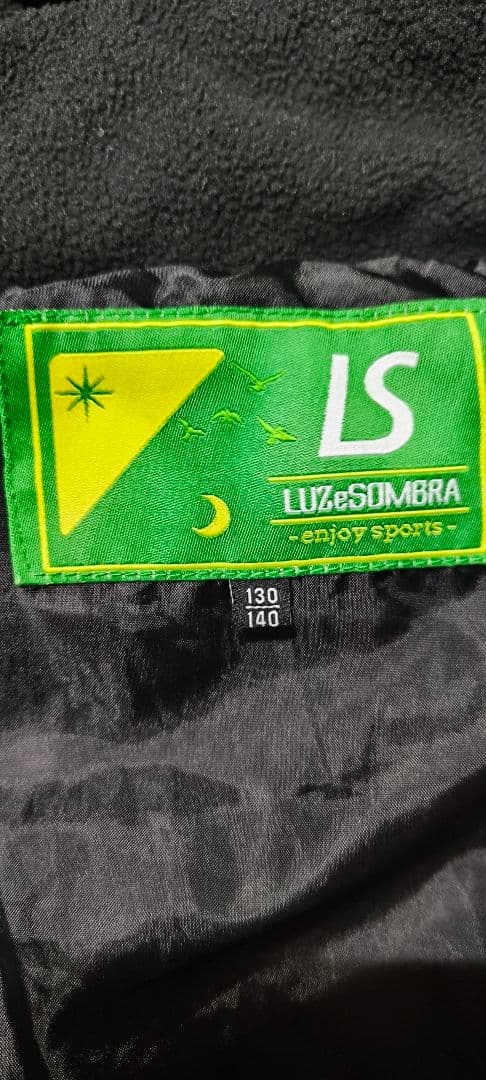 LS
LUZeSOMBRA
-enjoy sports-
130
140